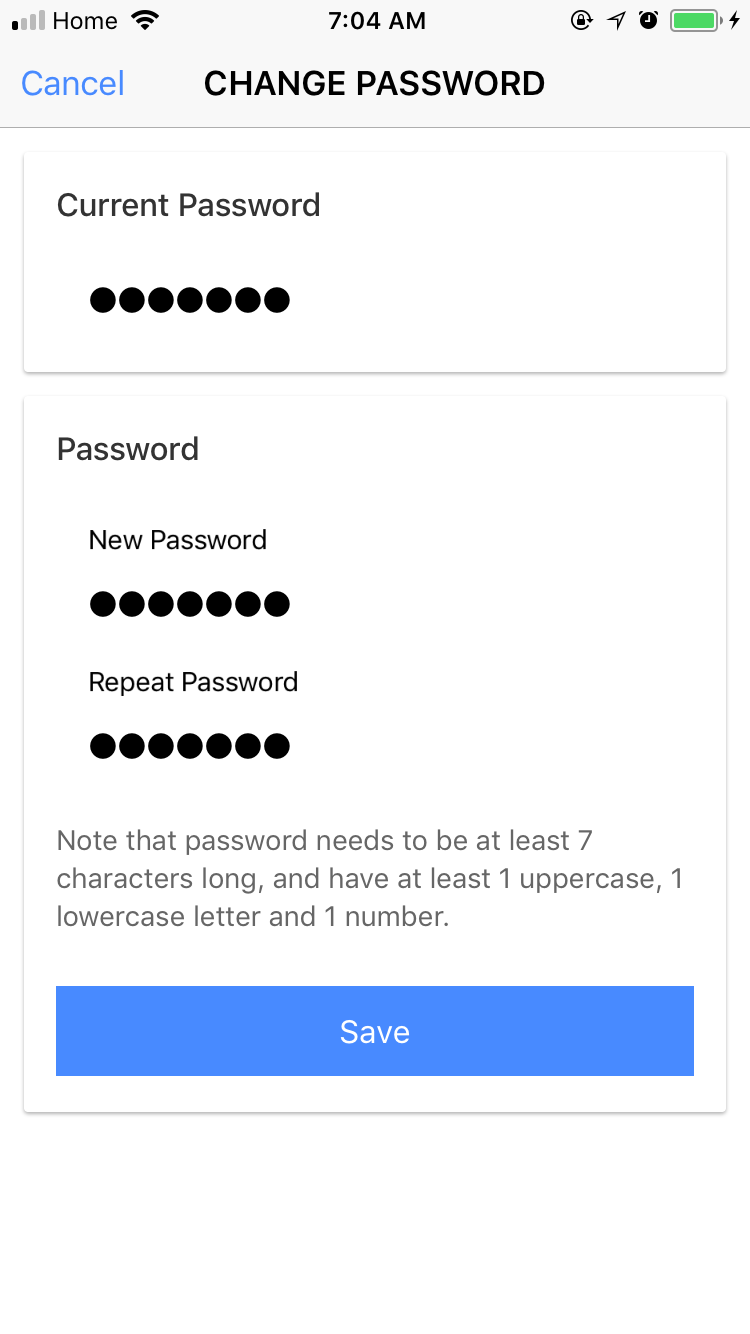 Home 7:04 AM
Cancel CHANGE PASSWORD
Current Password
●●●●●●●
Password
New Password
●●●●●●●
Repeat Password
●●●●●●●
Note that password needs to be at least 7
characters long, and have at least 1 uppercase, 1
lowercase letter and 1 number.
Save